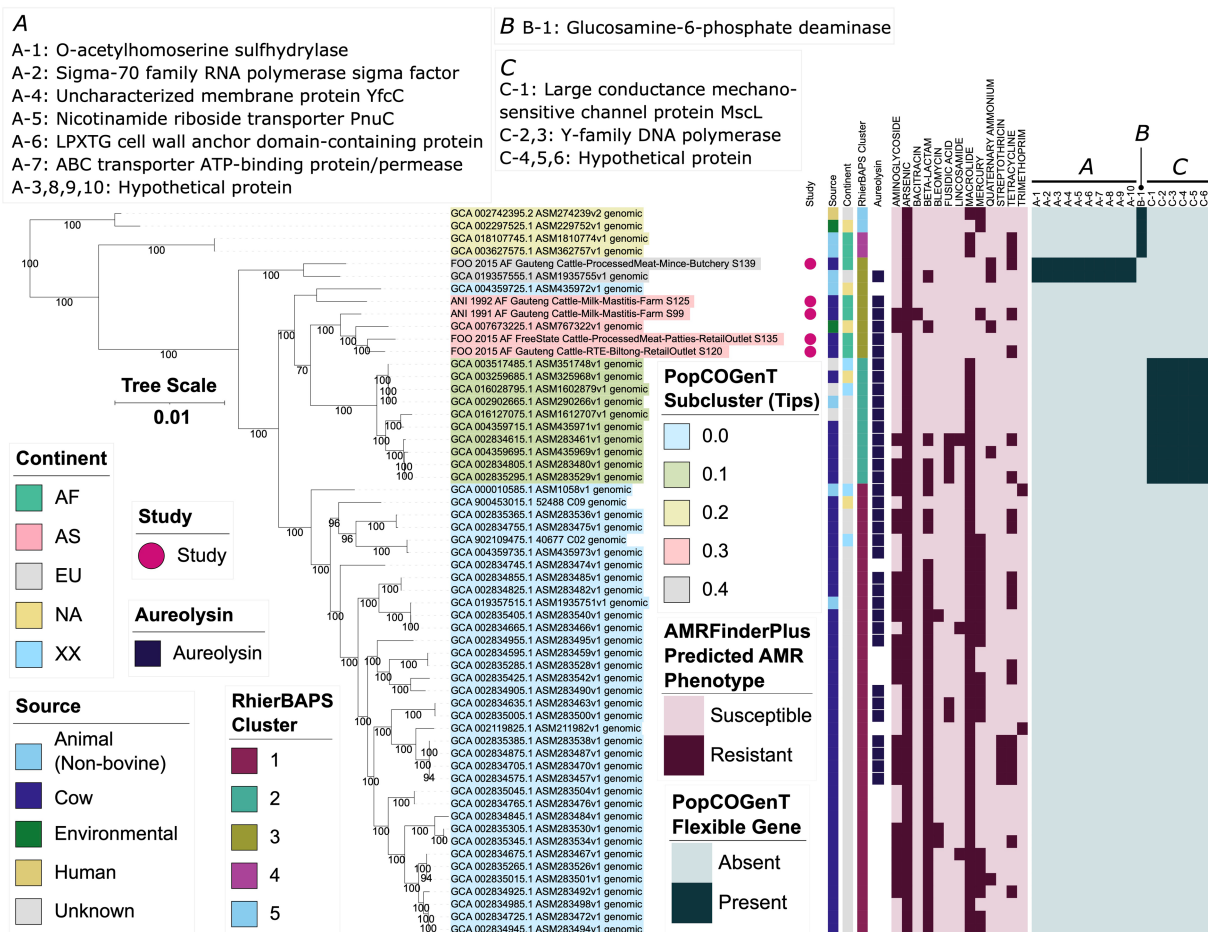 A
A-1: O-acetylhomoserine sulfhydrylase
A-2: Sigma-70 family RNA polymerase sigma factor
A-4: Uncharacterized membrane protein YfcC
A-5: Nicotinamide riboside transporter PnuC
A-6: LPXTG cell wall anchor domain-containing protein
A-7: ABC transporter ATP-binding protein/permease
A-3,8,9,10: Hypothetical protein
B B-1: Glucosamine-6-phosphate deaminase
C
C-1: Large conductance mechano-
sensitive channel protein MscL
C-2,3: Y-family DNA polymerase
C-4,5,6: Hypothetical protein
Study
Source
Continent
RhierBAPS Cluster
Aureolysin
AMINOGLYCOSIDE
ARSENIC
BACITRACIN
BETA-LACTAM
BLEOMYCIN
FUSIDIC ACID
LINCOSAMIDE
MACROLIDE
MERCURY
QUATERNARY AMMONIUM
STREPTOTHRICIN
TETRACYCLINE
TRIMETHOPRIM
A
B
C
A-1
A-2
A-3
A-4
A-5
A-6
A-7
A-8
A-9
A-10
B-1
C-1
C-2
C-3
C-4
C-5
C-6
GCA 002742395.2 ASM274239v2 genomic
GCA 002297525.1 ASM229752v1 genomic
GCA 018107745.1 ASM1810774v1 genomic
GCA 003627575.1 ASM362757v1 genomic
FOO 2015 AF Gauteng Cattle-ProcessedMeat-Mince-Butchery S139
GCA 019357555.1 ASM1935755v1 genomic
GCA 004359725.1 ASM435972v1 genomic
ANI 1992 AF Gauteng Cattle-Milk-Mastitis-Farm S125
ANI 1991 AF Gauteng Cattle-Milk-Mastitis-Farm S99
GCA 007673225.1 ASM767322v1 genomic
FOO 2015 AF FreeState Cattle-ProcessedMeat-Patties-RetailOutlet S135
FOO 2015 AF Gauteng Cattle-RTE-Biltong-RetailOutlet S120
GCA 003517485.1 ASM351748v1 genomic
GCA 003259685.1 ASM325968v1 genomic
GCA 016028795.1 ASM1602879v1 genomic
GCA 002902665.1 ASM290266v1 genomic
GCA 016127075.1 ASM1612707v1 genomic
GCA 004359715.1 ASM435971v1 genomic
GCA 002834615.1 ASM283461v1 genomic
GCA 004359695.1 ASM435969v1 genomic
GCA 002834805.1 ASM283480v1 genomic
GCA 002835295.1 ASM283529v1 genomic
GCA 000010585.1 ASM1058v1 genomic
GCA 900453015.1 52488 C09 genomic
GCA 002835365.1 ASM283536v1 genomic
GCA 002834755.1 ASM283475v1 genomic
GCA 902109475.1 40677 C02 genomic
GCA 004359735.1 ASM435973v1 genomic
GCA 002834745.1 ASM283474v1 genomic
GCA 002834855.1 ASM283485v1 genomic
GCA 002834825.1 ASM283482v1 genomic
GCA 019357515.1 ASM1935751v1 genomic
GCA 002835405.1 ASM283540v1 genomic
GCA 002834665.1 ASM283466v1 genomic
GCA 002834955.1 ASM283495v1 genomic
GCA 002834595.1 ASM283459v1 genomic
GCA 002835285.1 ASM283528v1 genomic
GCA 002835425.1 ASM283542v1 genomic
GCA 002834905.1 ASM283490v1 genomic
GCA 002834635.1 ASM283463v1 genomic
GCA 002835005.1 ASM283500v1 genomic
GCA 002119825.1 ASM211982v1 genomic
GCA 002835385.1 ASM283538v1 genomic
GCA 002834875.1 ASM283487v1 genomic
GCA 002834705.1 ASM283470v1 genomic
GCA 002834575.1 ASM283457v1 genomic
GCA 002835045.1 ASM283504v1 genomic
GCA 002834765.1 ASM283476v1 genomic
GCA 002834845.1 ASM283484v1 genomic
GCA 002835305.1 ASM283530v1 genomic
GCA 002835345.1 ASM283534v1 genomic
GCA 002834675.1 ASM283467v1 genomic
GCA 002835265.1 ASM283526v1 genomic
GCA 002835015.1 ASM283501v1 genomic
GCA 002834925.1 ASM283492v1 genomic
GCA 002834985.1 ASM283498v1 genomic
GCA 002834725.1 ASM283472v1 genomic
GCA 002834945.1 ASM283494v1 genomic
100
100
100
100
100
100
100
100
70
100
96
96
100
94
Tree Scale
0.01
Continent
AF
AS
EU
NA
XX
Study
Study
Aureolysin
Aureolysin
Source
Animal
(Non-bovine)
Cow
Environmental
Human
Unknown
RhierBAPS
Cluster
1
2
3
4
5
PopCOGenT
Subcluster (Tips)
0.0
0.1
0.2
0.3
0.4
AMRFinderPlus
Predicted AMR
Phenotype
Susceptible
Resistant
PopCOGenT
Flexible Gene
Absent
Present